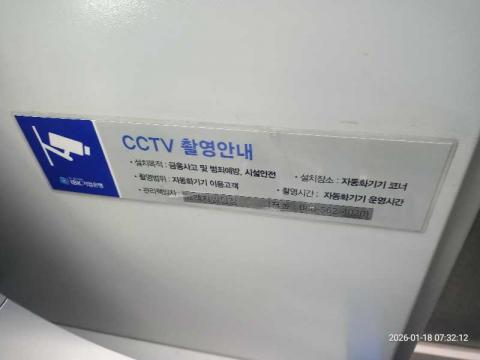 CCTV 촬영안내
• 설치목적 : 금융사고 및 범죄예방, 시설안전
• 설치장소 : 자동화기기 코너
• 촬영범위 : 자동화기기 이용고객
• 촬영시간 : 자동화기기 운영시간
• 관리책임자 :
IBK기업은행
2026-01-18 07:32:12